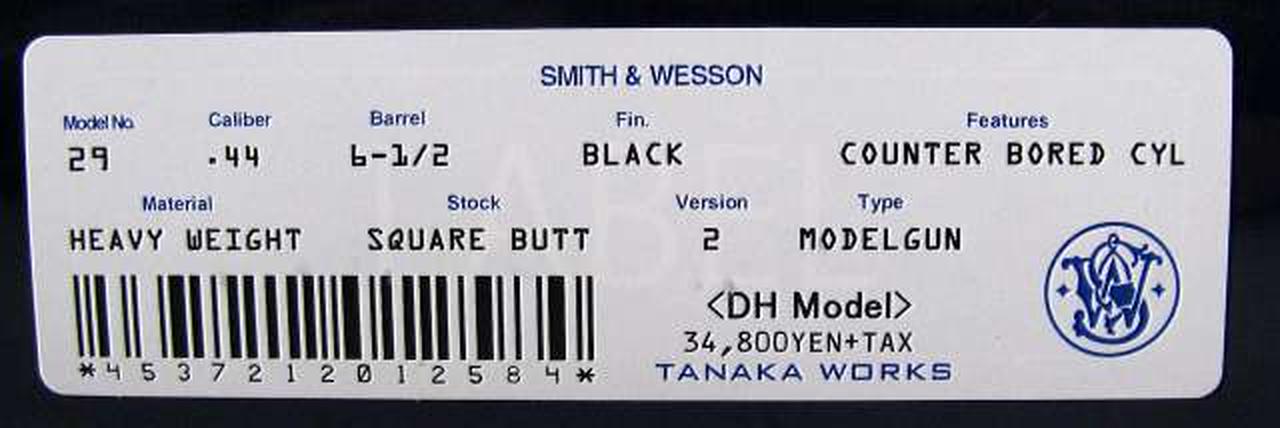 SMITH & WESSON
Model No. Caliber Barrel Fin. Features
29 .44 6-1/2 BLACK COUNTER BORED CYL
Material Stock Version Type
HEAVY WEIGHT SQUARE BUTT 2 MODELGUN
<DH Model>
34,800YEN+TAX
*4537212012584* TANAKA WORKS